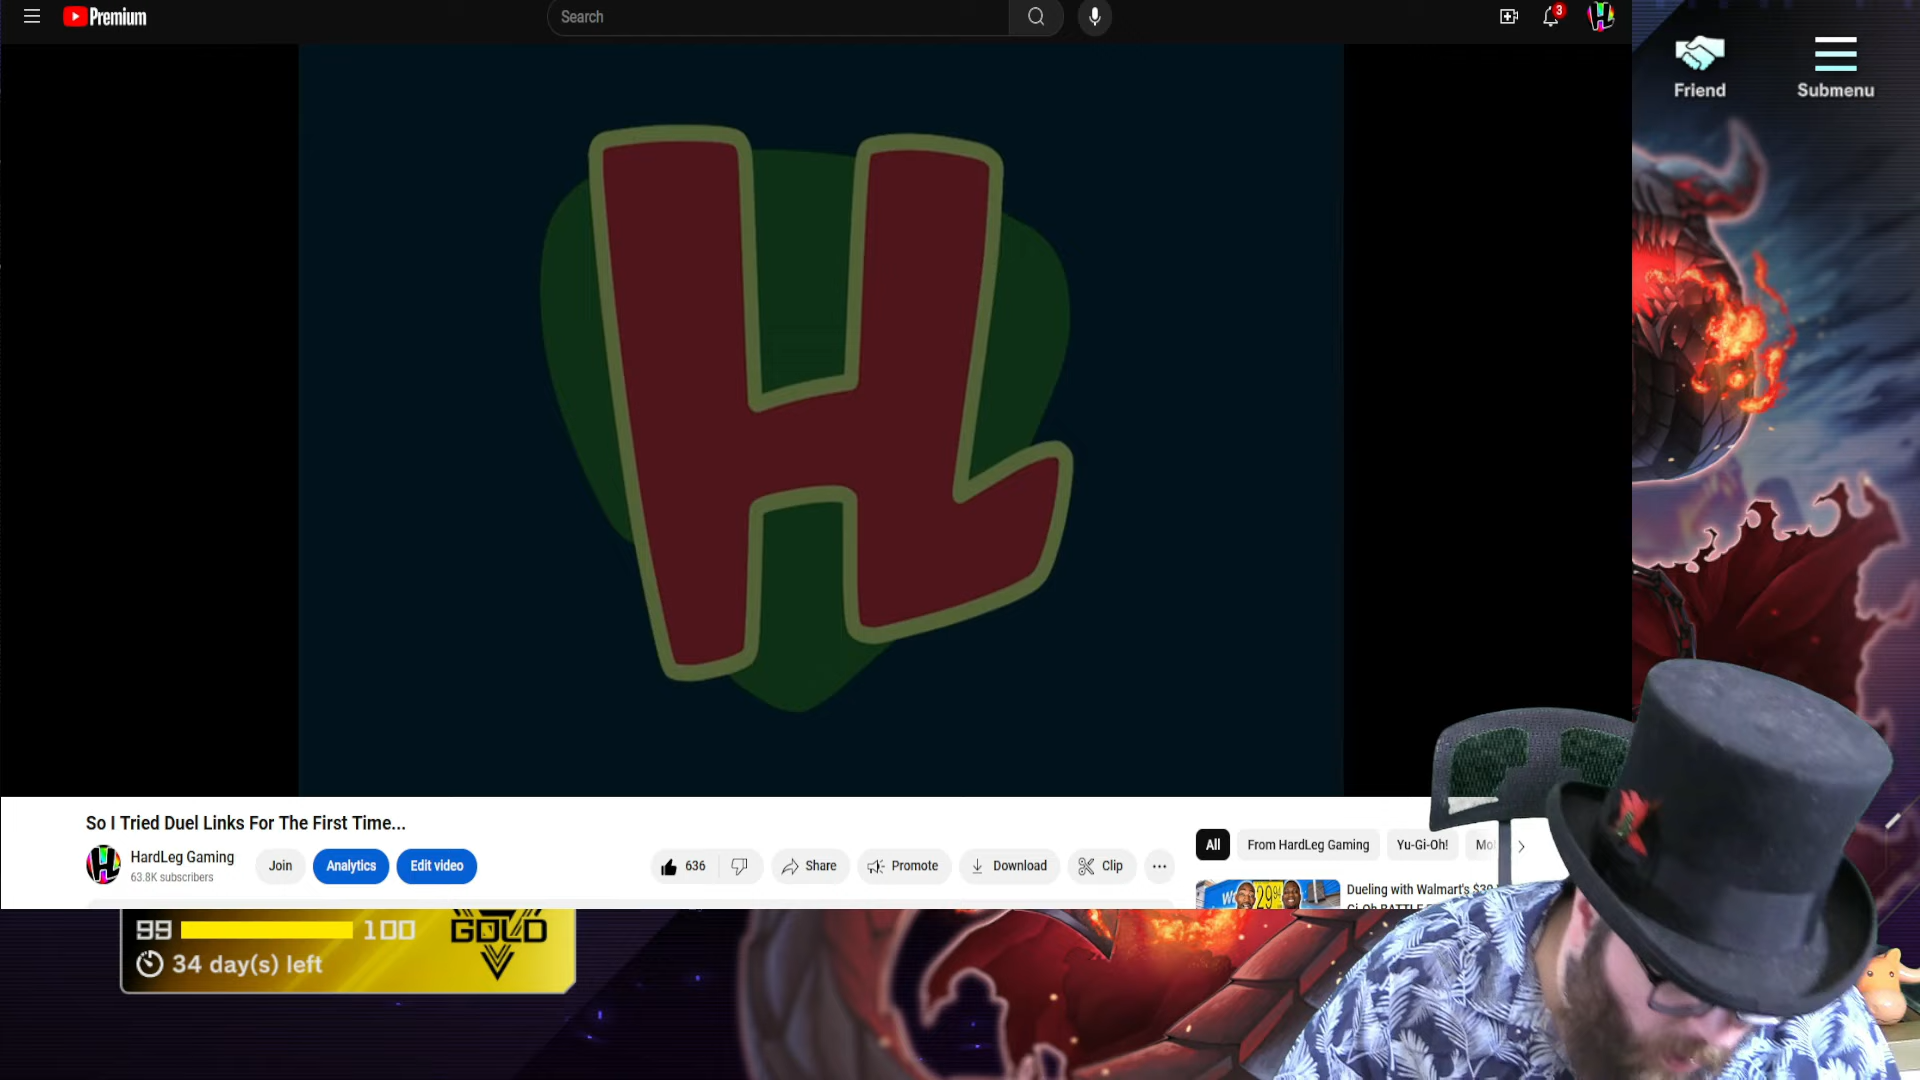 Premium
Search
3
Friend
Submenu
So I Tried Duel Links For The First Time...
HardLeg Gaming
63.8K subscribers
Join
Analytics
Edit video
636
Share
Promote
Download
Clip
All
From HardLeg Gaming
Yu-Gi-Oh!
Dueling with Walmart's
99
100
GOLD
34 day(s) left